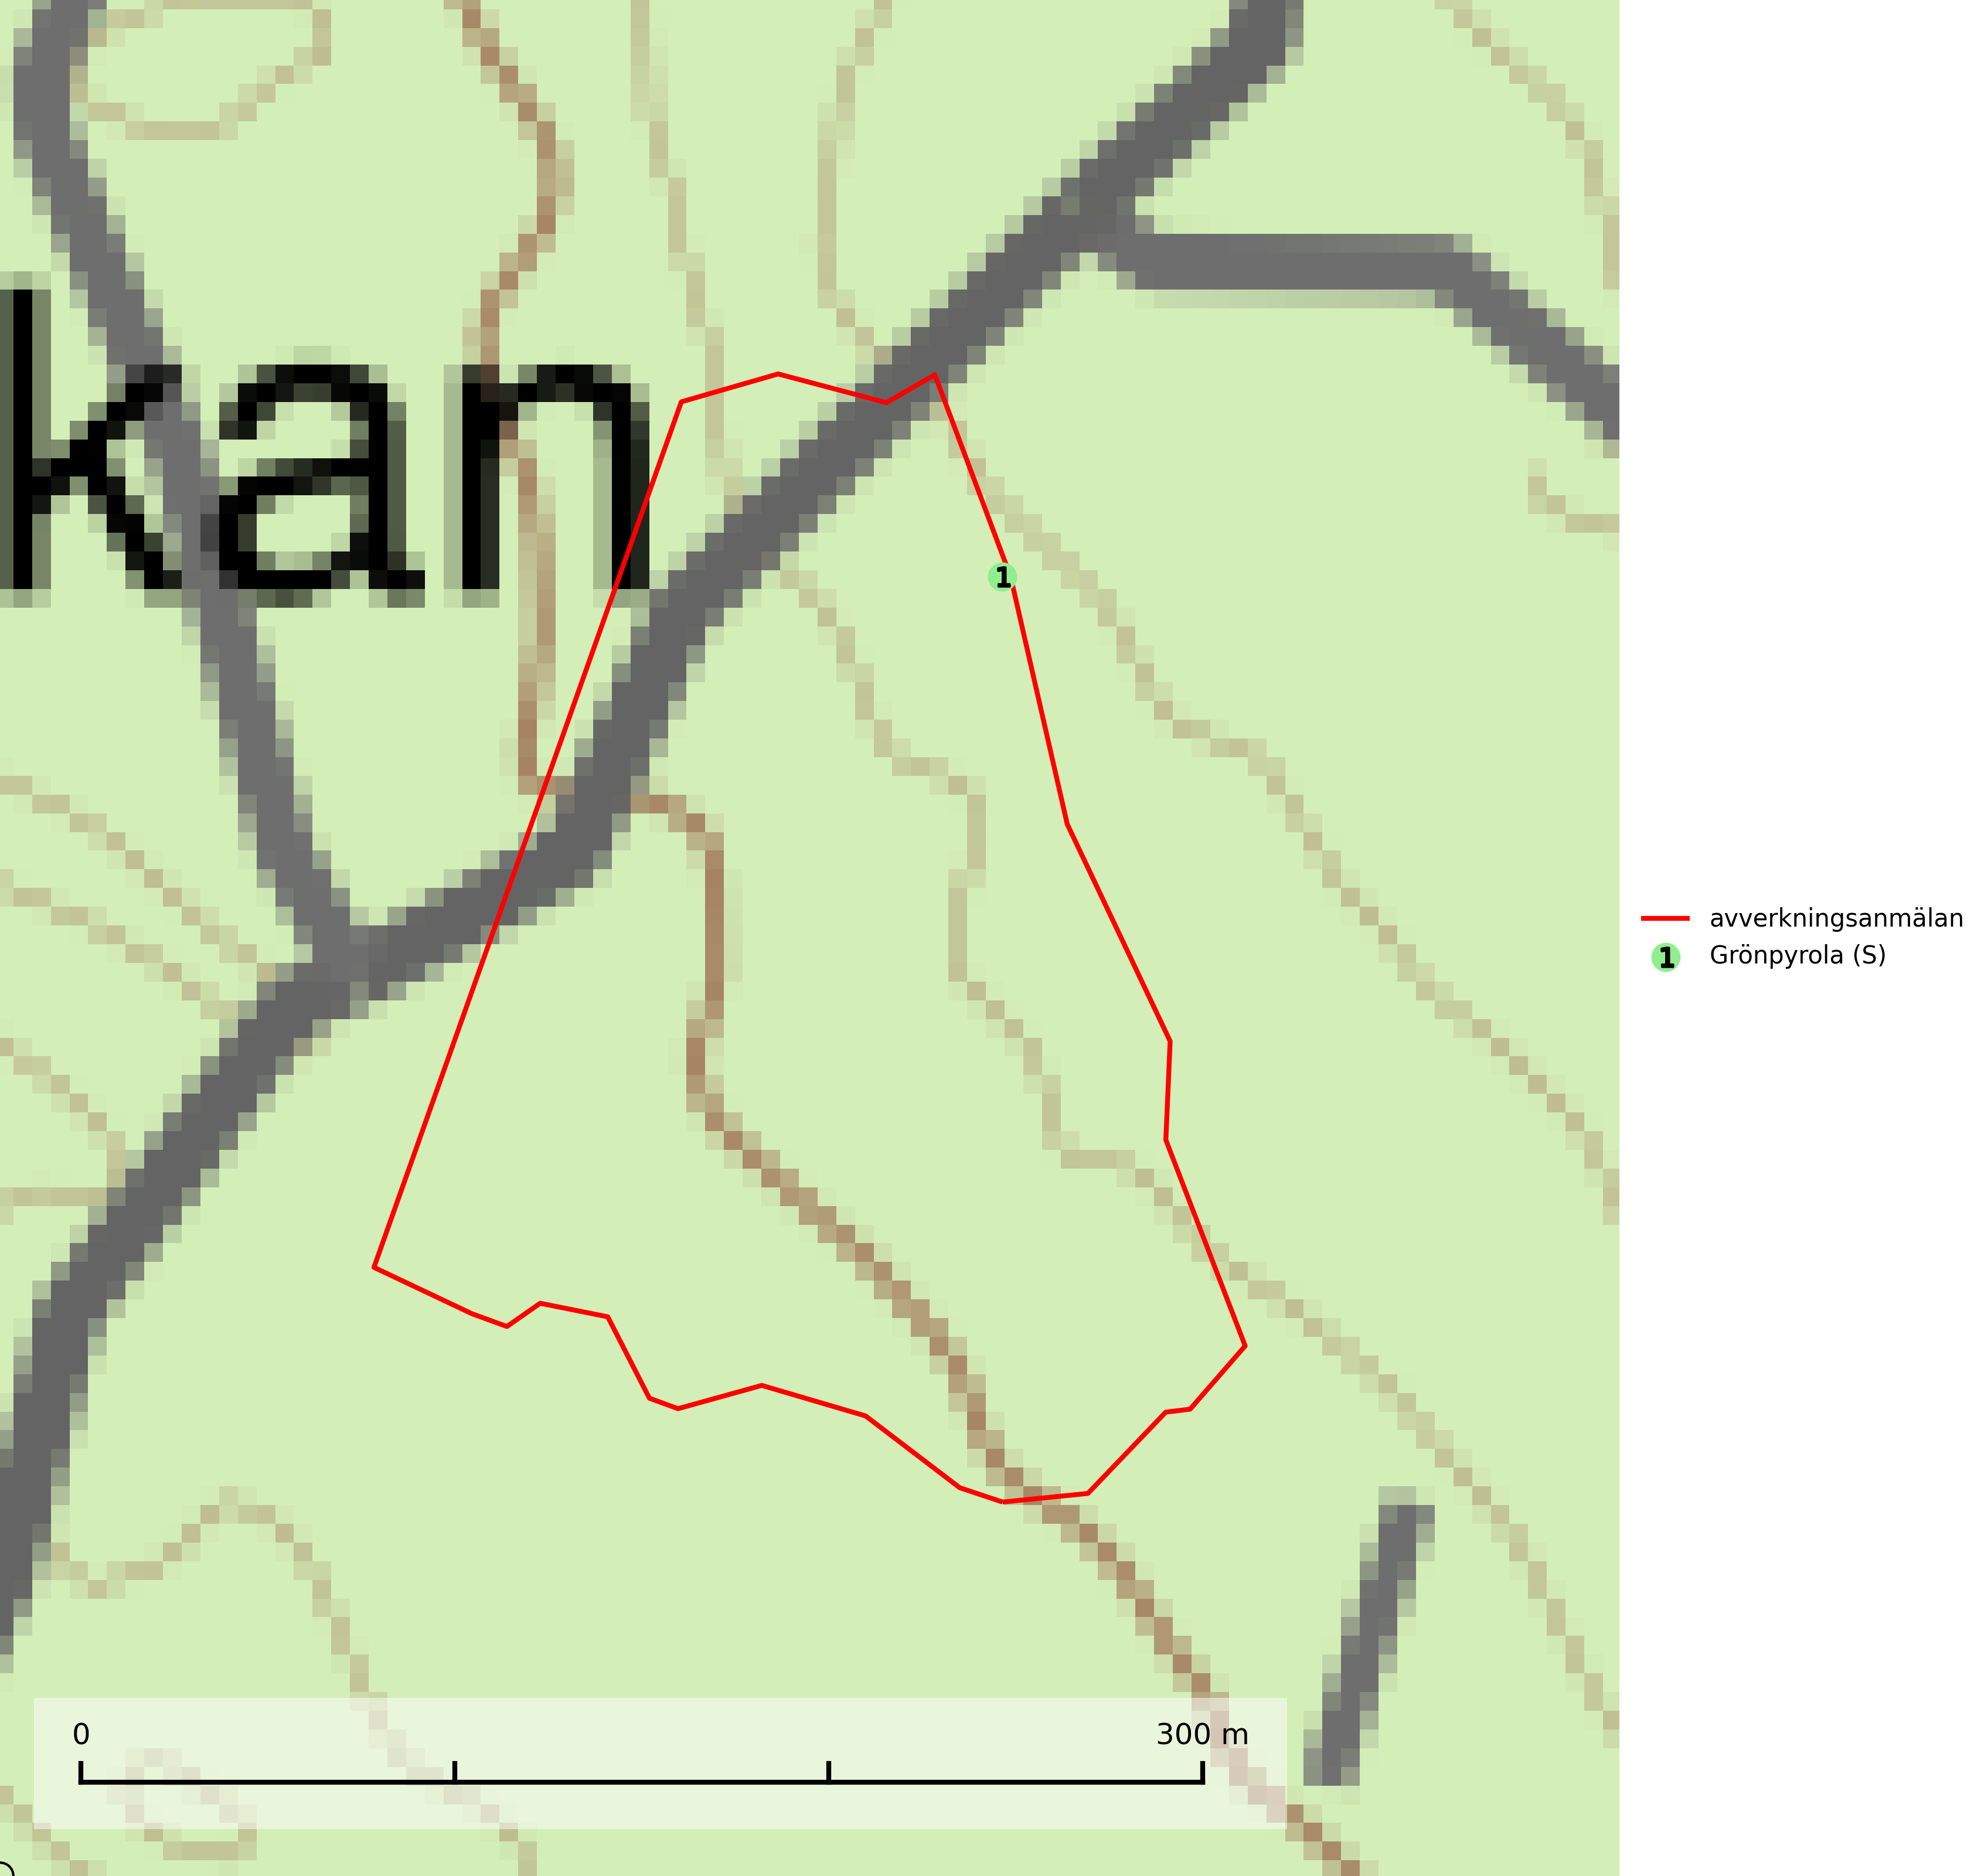 kan
1
avverkningsanmälan
1 Grönpyrola (S)
0 300 m